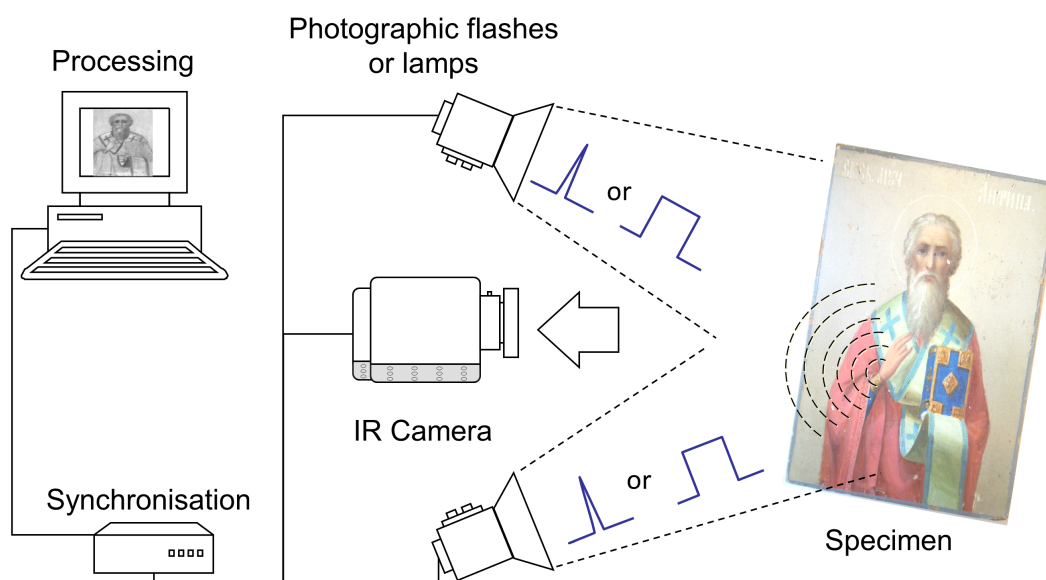 Photographic flashes
or lamps
Processing
or
IR Camera
or
Synchronisation
Specimen